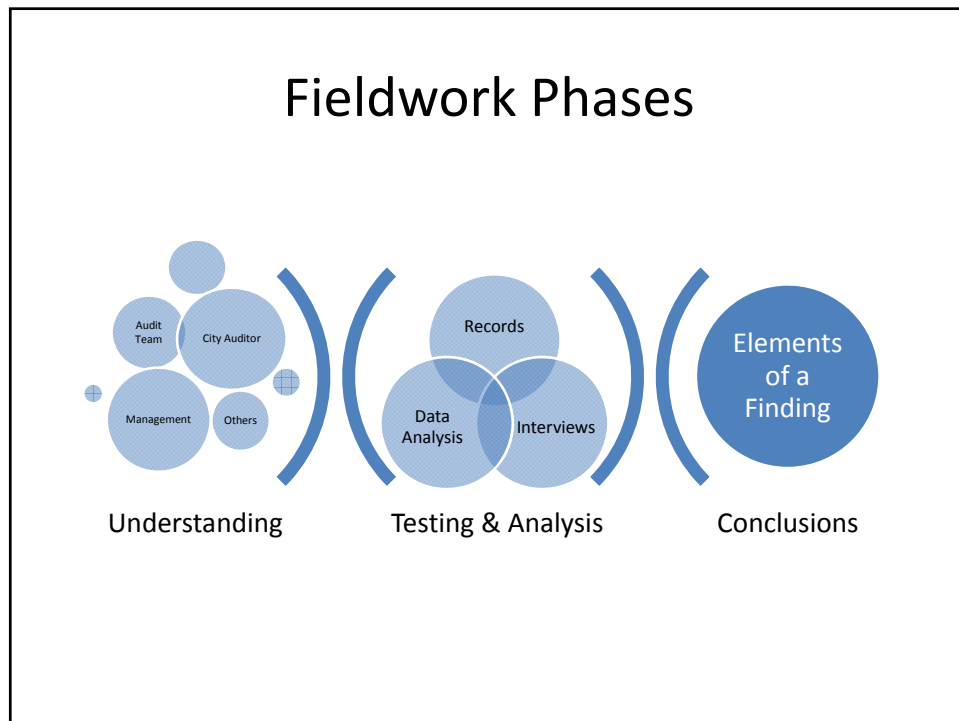 Fieldwork Phases
Audit
Team
City Auditor
Management
Others
Records
Data
Analysis
Interviews
Elements
of a
Finding
Understanding
Testing & Analysis
Conclusions